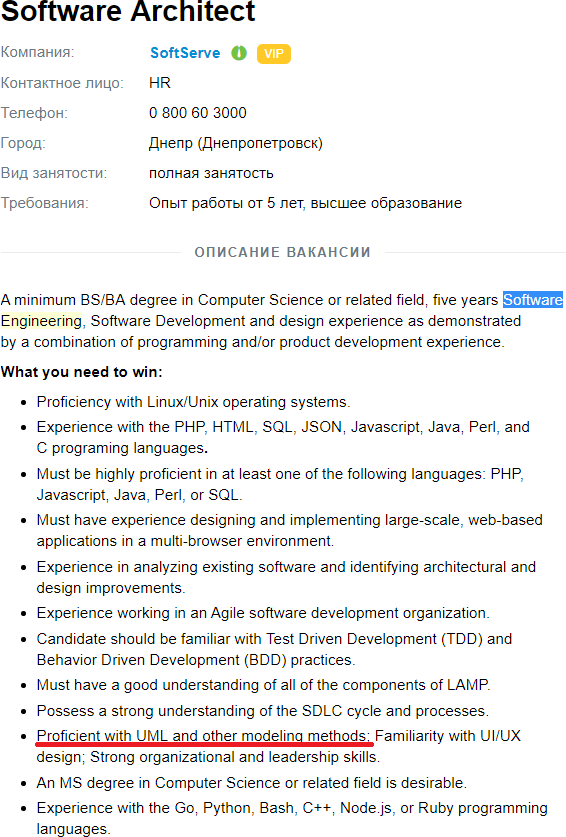 Software Architect
Компания: SoftServe VIP
Контактное лицо: HR
Телефон: 0 800 60 3000
Город: Днепр (Днепропетровск)
Вид занятости: полная занятость
Требования: Опыт работы от 5 лет, высшее образование
ОПИСАНИЕ ВАКАНСИИ
A minimum BS/BA degree in Computer Science or related field, five years Software
Engineering, Software Development and design experience as demonstrated
by a combination of programming and/or product development experience.
What you need to win:
• Proficiency with Linux/Unix operating systems.
• Experience with the PHP, HTML, SQL, JSON, Javascript, Java, Perl, and
C programing languages.
• Must be highly proficient in at least one of the following languages: PHP,
Javascript, Java, Perl, or SQL.
• Must have experience designing and implementing large-scale, web-based
applications in a multi-browser environment.
• Experience in analyzing existing software and identifying architectural and
design improvements.
• Experience working in an Agile software development organization.
• Candidate should be familiar with Test Driven Development (TDD) and
Behavior Driven Development (BDD) practices.
• Must have a good understanding of all of the components of LAMP.
• Possess a strong understanding of the SDLC cycle and processes.
• Proficient with UML and other modeling methods; Familiarity with UI/UX
design; Strong organizational and leadership skills.
• An MS degree in Computer Science or related field is desirable.
• Experience with the Go, Python, Bash, C++, Node.js, or Ruby programming
languages.